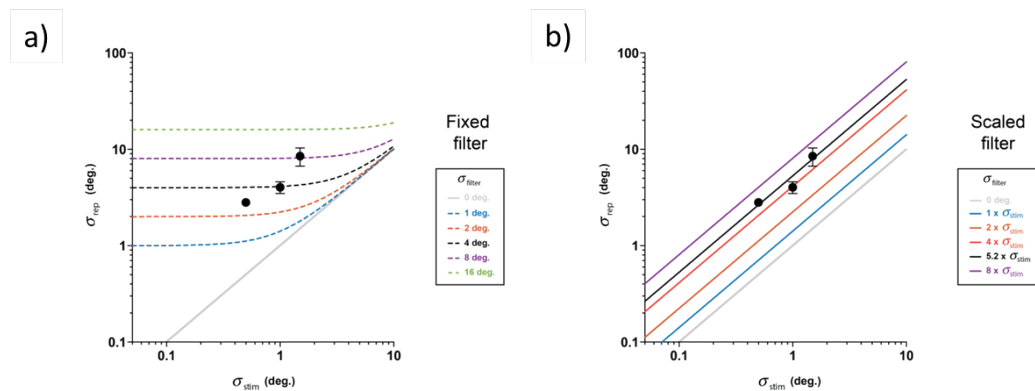 a)
100
10
1
0.1
0.1
1
10
σrep (deg.)
σstim (deg.)
Fixed
filter
σfilter
0 deg.
1 deg.
2 deg.
4 deg.
8 deg.
16 deg.
b)
100
10
1
0.1
0.1
1
10
σrep (deg.)
σstim (deg.)
Scaled
filter
σfilter
0 deg.
1 x σstim
2 x σstim
4 x σstim
5.2 x σstim
8 x σstim